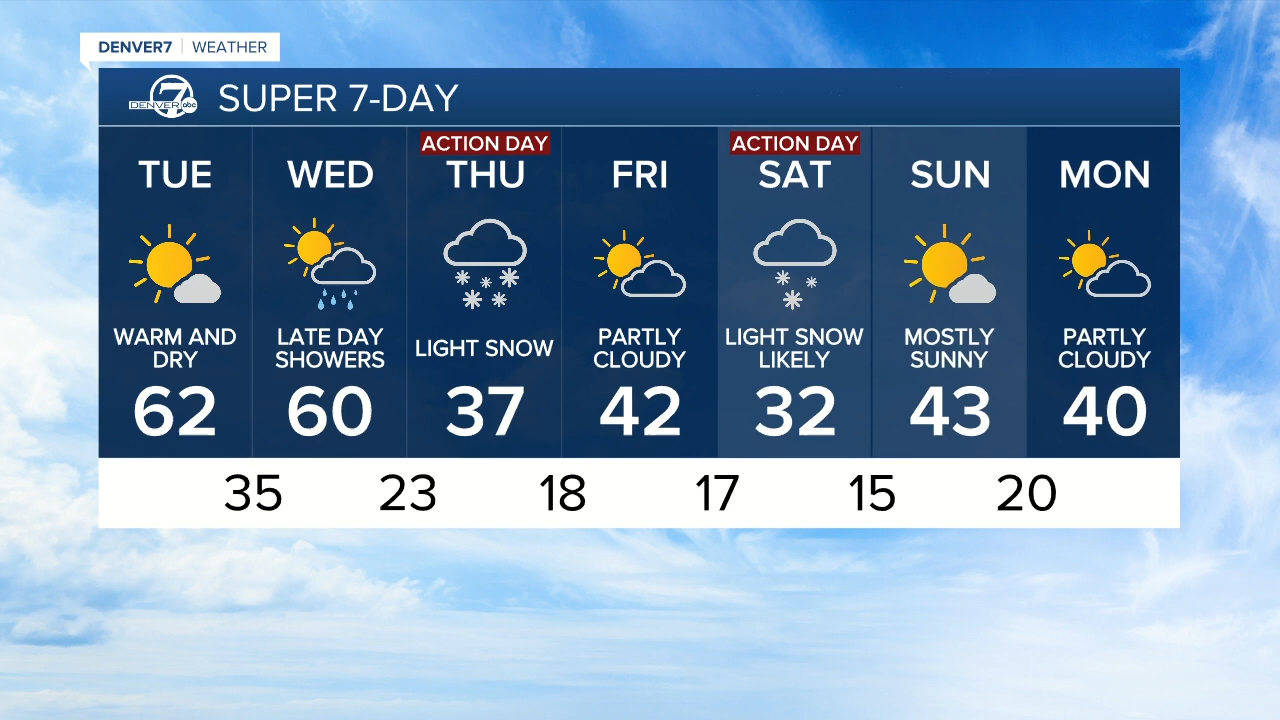 DENVER7 | WEATHER
7
DENVER abc
SUPER 7-DAY
ACTION DAY
ACTION DAY
TUE
WED
THU
FRI
SAT
SUN
MON
WARM AND
DRY
LATE DAY
SHOWERS
LIGHT SNOW
PARTLY
CLOUDY
LIGHT SNOW
LIKELY
MOSTLY
SUNNY
PARTLY
CLOUDY
62
60
37
42
32
43
40
35
23
18
17
15
20